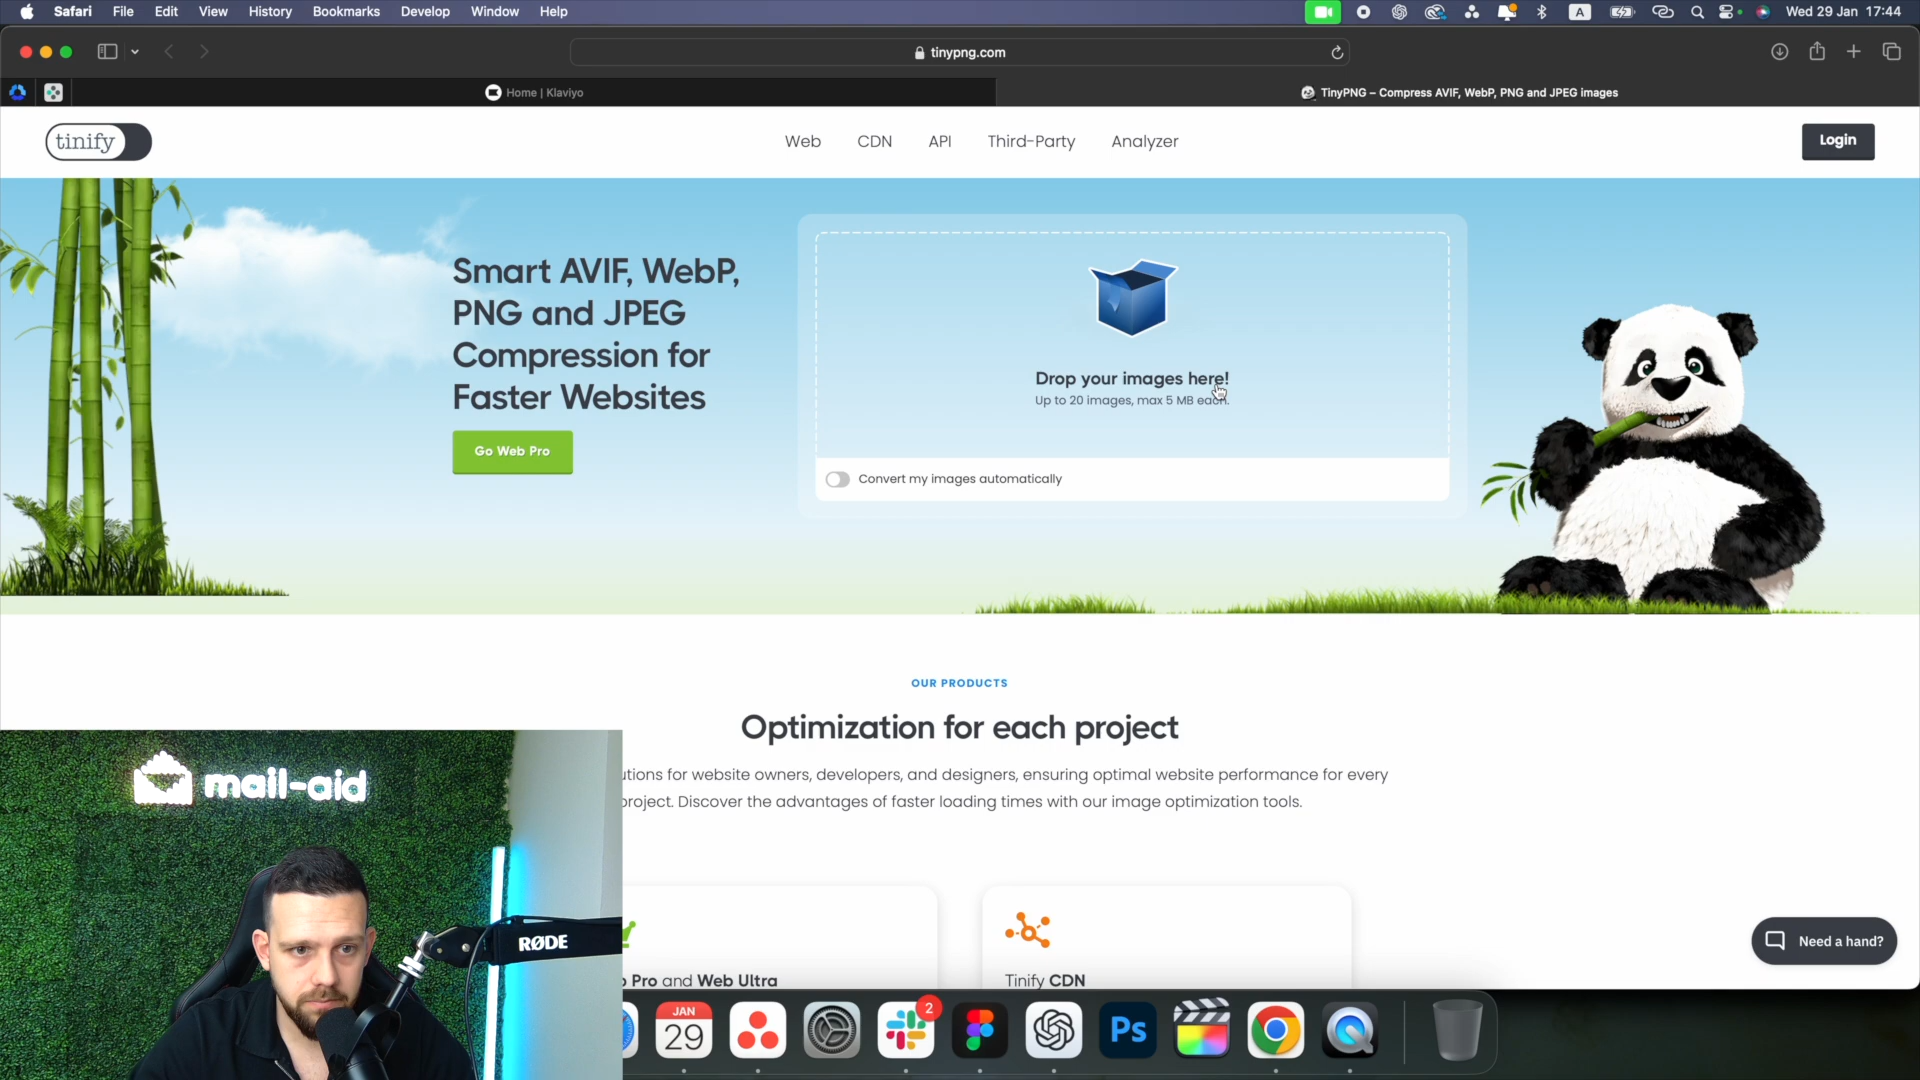 Safari File Edit View History Bookmarks Develop Window Help
A
Wed 29 Jan 17:44
tinypng.com
Home | Klaviyo
TinyPNG – Compress AVIF, WebP, PNG and JPEG images
tinify
Web CDN API Third-Party Analyzer
Login
Smart AVIF, WebP,
PNG and JPEG
Compression for
Faster Websites
Go Web Pro
Drop your images here!
Up to 20 images, max 5 MB each.
Convert my images automatically
OUR PRODUCTS
Optimization for each project
utions for website owners, developers, and designers, ensuring optimal website performance for every
project. Discover the advantages of faster loading times with our image optimization tools.
mail-aid
RØDE
Pro and Web Ultra
Tinify CDN
Need a hand?
JAN
29
2
Ps